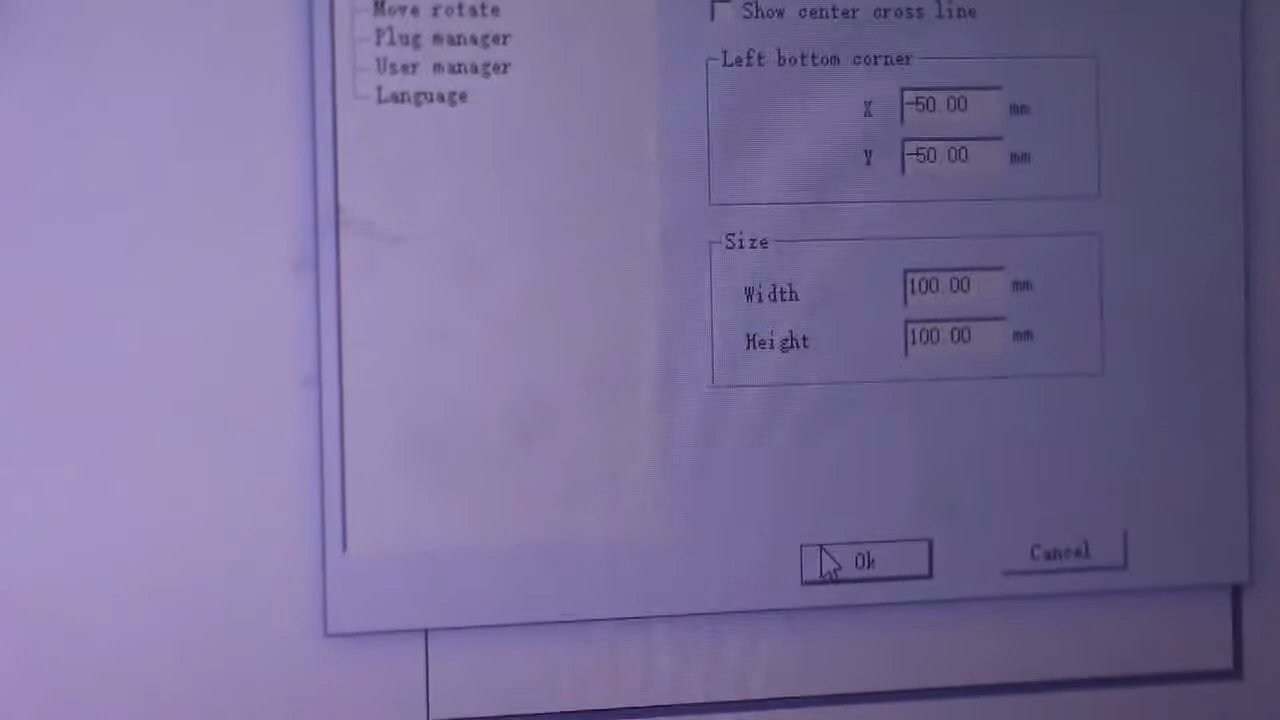 Move rotate
Plug manager
User manager
Language
Show center cross line
Left bottom corner
X -50.00 mm
Y -50.00 mm
Size
Width 100.00 mm
Height 100.00 mm
Ok
Cancel